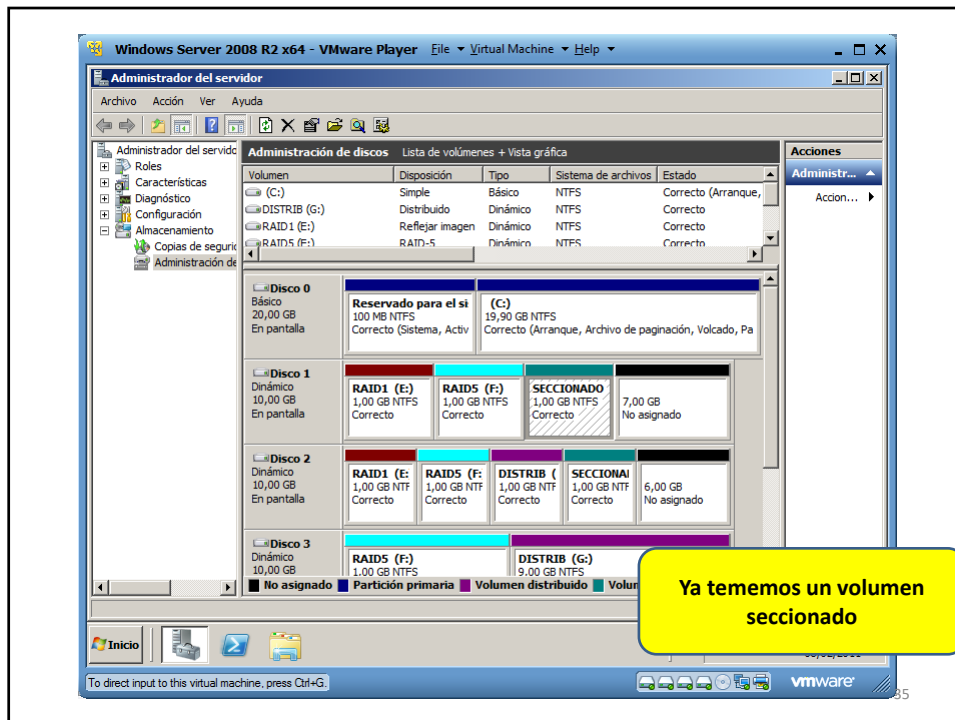 Windows Server 2008 R2 x64 - VMware Player File Virtual Machine Help
Administrador del servidor
Archivo Acción Ver Ayuda
Administrador del servidc
Roles
Características
Diagnóstico
Configuración
Almacenamiento
Copias de seguric
Administración de
Administración de discos Lista de volúmenes + Vista gráfica
Volumen Disposición Tipo Sistema de archivos Estado
(C:) Simple Básico NTFS Correcto (Arranque,
DISTRIB (G:) Distribuido Dinámico NTFS Correcto
RAID1 (E:) Reflejar imagen Dinámico NTFS Correcto
RAID5 (F:) RAID-5 Dinámico NTFS Correcto
Acciones
Administr...
Accion...
Disco 0
Básico
20,00 GB
En pantalla
Reservado para el si
100 MB NTFS
Correcto (Sistema, Activ
(C:)
19,90 GB NTFS
Correcto (Arranque, Archivo de paginación, Volcado, Pa
Disco 1
Dinámico
10,00 GB
En pantalla
RAID1 (E:)
1,00 GB NTFS
Correcto
RAID5 (F:)
1,00 GB NTFS
Correcto
SECCIONADO
1,00 GB NTFS
Correcto
7,00 GB
No asignado
Disco 2
Dinámico
10,00 GB
En pantalla
RAID1 (E:
1,00 GB NTF
Correcto
RAID5 (F:
1,00 GB NTF
Correcto
DISTRIB (
1,00 GB NTF
Correcto
SECCIONAI
1,00 GB NTF
Correcto
6,00 GB
No asignado
Disco 3
Dinámico
10,00 GB
RAID5 (F:)
1,00 GB NTFS
DISTRIB (G:)
9,00 GB NTFS
No asignado Partición primaria Volumen distribuido Volur
Ya tememos un volumen
seccionado
Inicio
To direct input to this virtual machine, press Ctrl+G.
vmware
35